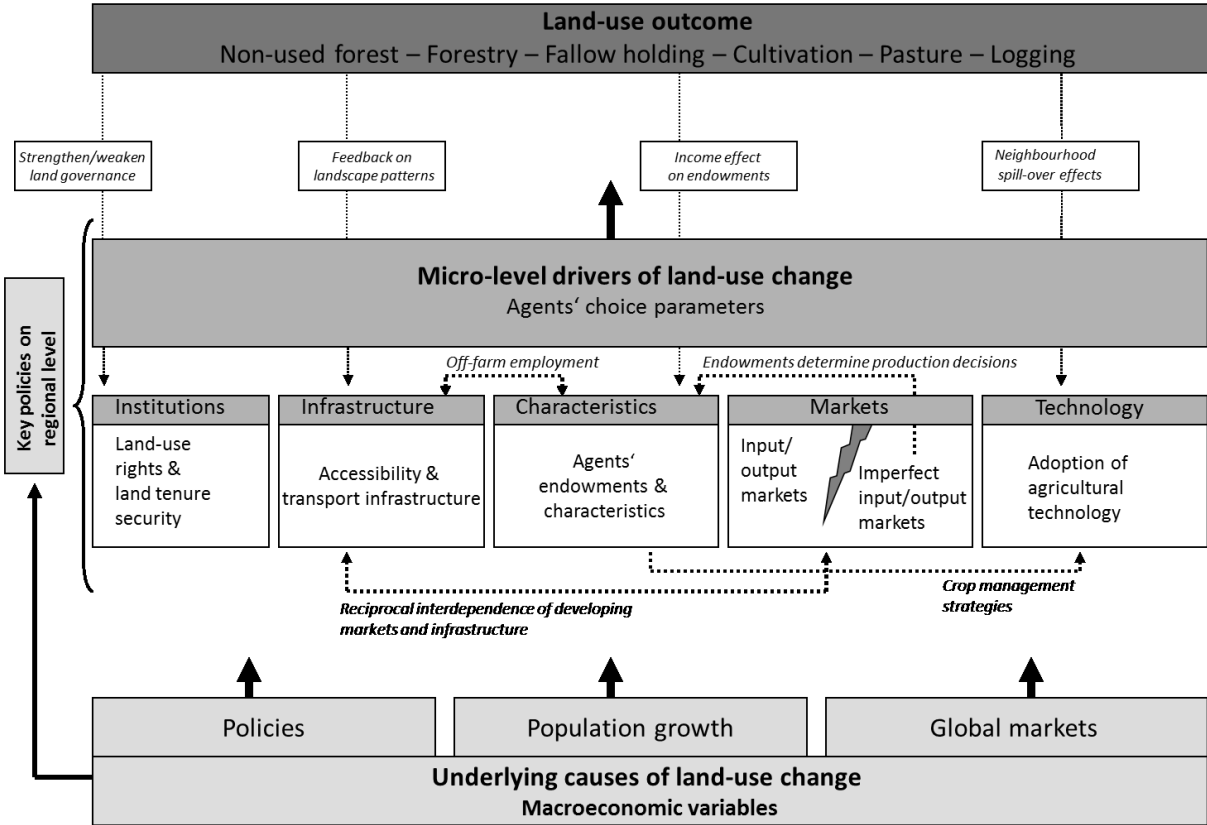 Land-use outcome
Non-used forest – Forestry – Fallow holding – Cultivation – Pasture – Logging
Strengthen/weaken
land governance
Feedback on
landscape patterns
Income effect
on endowments
Neighbourhood
spill-over effects
Key policies on
regional level
Micro-level drivers of land-use change
Agents‘ choice parameters
Off-farm employment
Endowments determine production decisions
Institutions
Land-use
rights &
land tenure
security
Infrastructure
Accessibility &
transport infrastructure
Characteristics
Agents‘
endowments &
characteristics
Markets
Input/
output
markets
Imperfect
input/output
markets
Technology
Adoption of
agricultural
technology
Reciprocal interdependence of developing
markets and infrastructure
Crop management
strategies
Policies
Population growth
Global markets
Underlying causes of land-use change
Macroeconomic variables